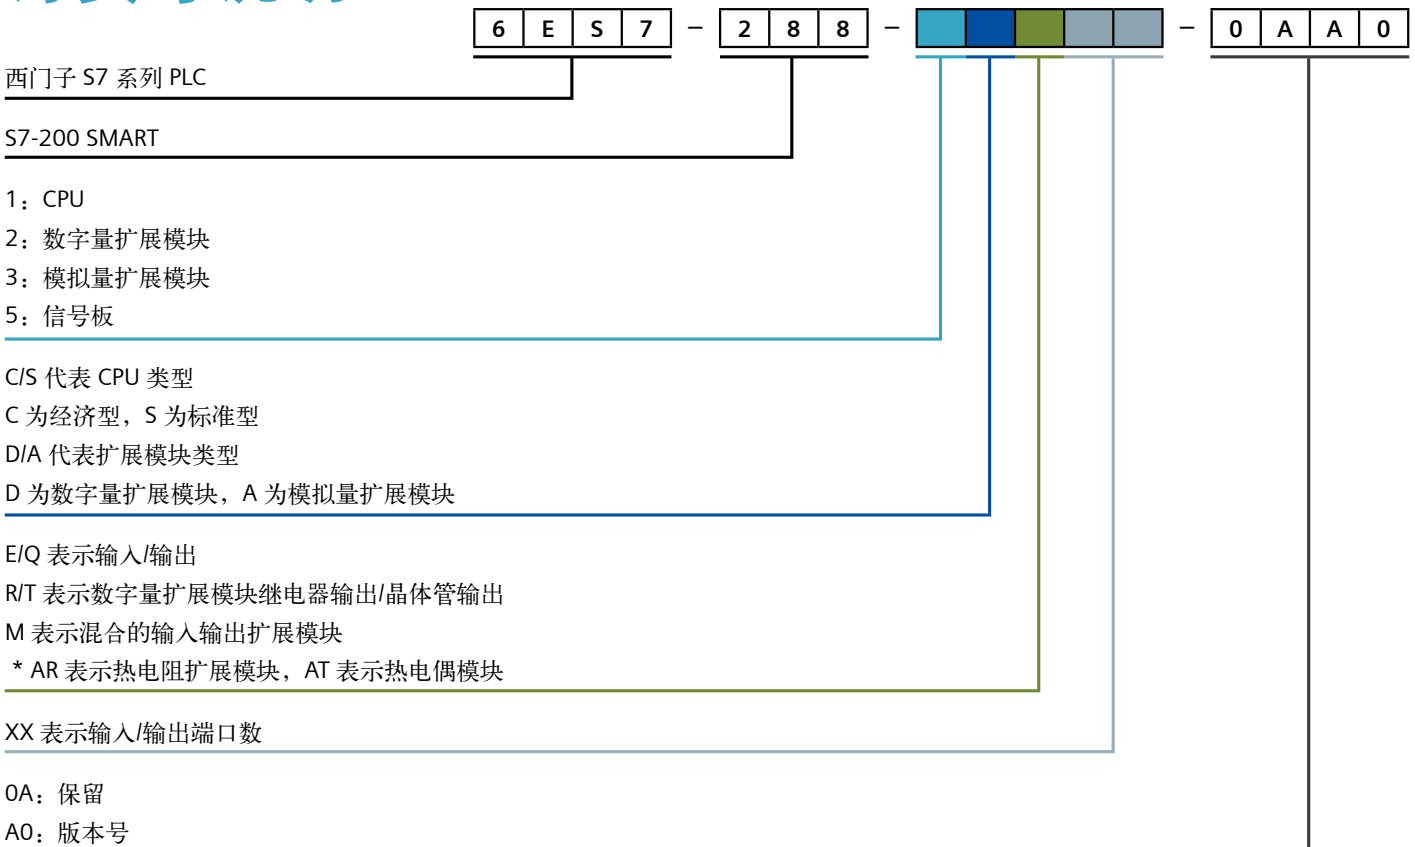 6ES7 – 288 – – 0AA0
西门子 S7 系列 PLC
S7-200 SMART
1：CPU
2：数字量扩展模块
3：模拟量扩展模块
5：信号板
C/S 代表 CPU 类型
C 为经济型，S 为标准型
D/A 代表扩展模块类型
D 为数字量扩展模块，A 为模拟量扩展模块
E/Q 表示输入/输出
R/T 表示数字量扩展模块继电器输出/晶体管输出
M 表示混合的输入输出扩展模块
* AR 表示热电阻扩展模块，AT 表示热电偶模块
XX 表示输入/输出端口数
0A：保留
A0：版本号